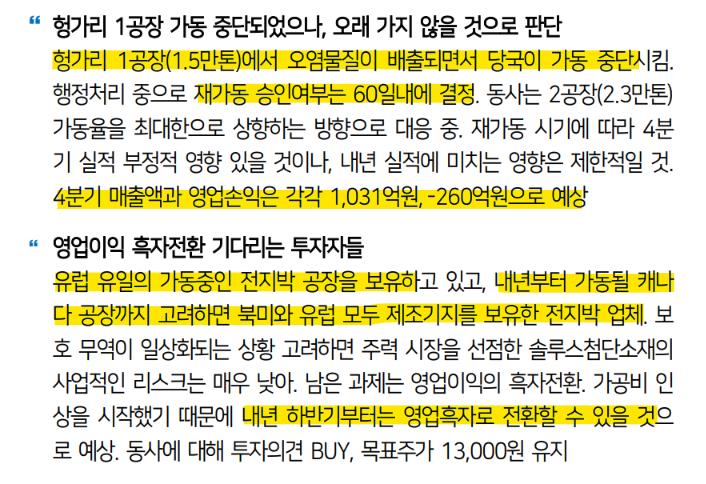 “ 헝가리 1공장 가동 중단되었으나, 오래 가지 않을 것으로 판단
헝가리 1공장(1.5만톤)에서 오염물질이 배출되면서 당국이 가동 중단시킴.
행정처리 중으로 재가동 승인여부는 60일내에 결정. 동사는 2공장(2.3만톤)
가동율을 최대한으로 상향하는 방향으로 대응 중. 재가동 시기에 따라 4분
기 실적 부정적 영향 있을 것이나, 내년 실적에 미치는 영향은 제한적일 것.
4분기 매출액과 영업손익은 각각 1,031억원, -260억원으로 예상
“ 영업이익 흑자전환 기다리는 투자자들
유럽 유일의 가동중인 전지박 공장을 보유하고 있고, 내년부터 가동될 캐나
다 공장까지 고려하면 북미와 유럽 모두 제조기지를 보유한 전지박 업체. 보
호 무역이 일상화되는 상황 고려하면 주력 시장을 선점한 솔루스첨단소재의
사업적인 리스크는 매우 낮아. 남은 과제는 영업이익의 흑자전환. 가공비 인
상을 시작했기 때문에 내년 하반기부터는 영업흑자로 전환할 수 있을 것으
로 예상. 동사에 대해 투자의견 BUY, 목표주가 13,000원 유지